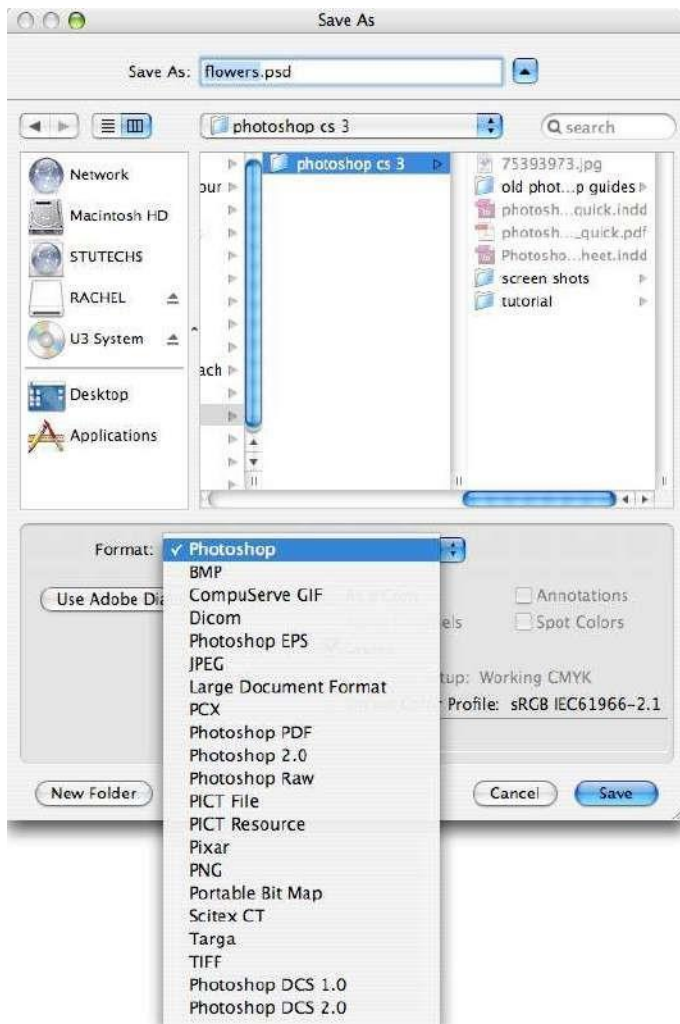 Save As
Save As: flowers.psd
photoshop cs 3
search
Network
Macintosh HD
STUTECHS
RACHEL
U3 System
Desktop
Applications
our
ach
photoshop cs 3
75393973.jpg
old phot...p guides
photosh...quick.indd
photosh..._quick.pdf
Photosho...heet.indd
screen shots
tutorial
Format: ✓ Photoshop
BMP
CompuServe GIF
Dicom
Photoshop EPS
JPEG
Large Document Format
PCX
Photoshop PDF
Photoshop 2.0
Photoshop Raw
PICT File
PICT Resource
Pixar
PNG
Portable Bit Map
Scitex CT
Targa
TIFF
Photoshop DCS 1.0
Photoshop DCS 2.0
Use Adobe Dia
Annotations
els
Spot Colors
tup: Working CMYK
Profile: sRGB IEC61966-2.1
New Folder
Cancel
Save